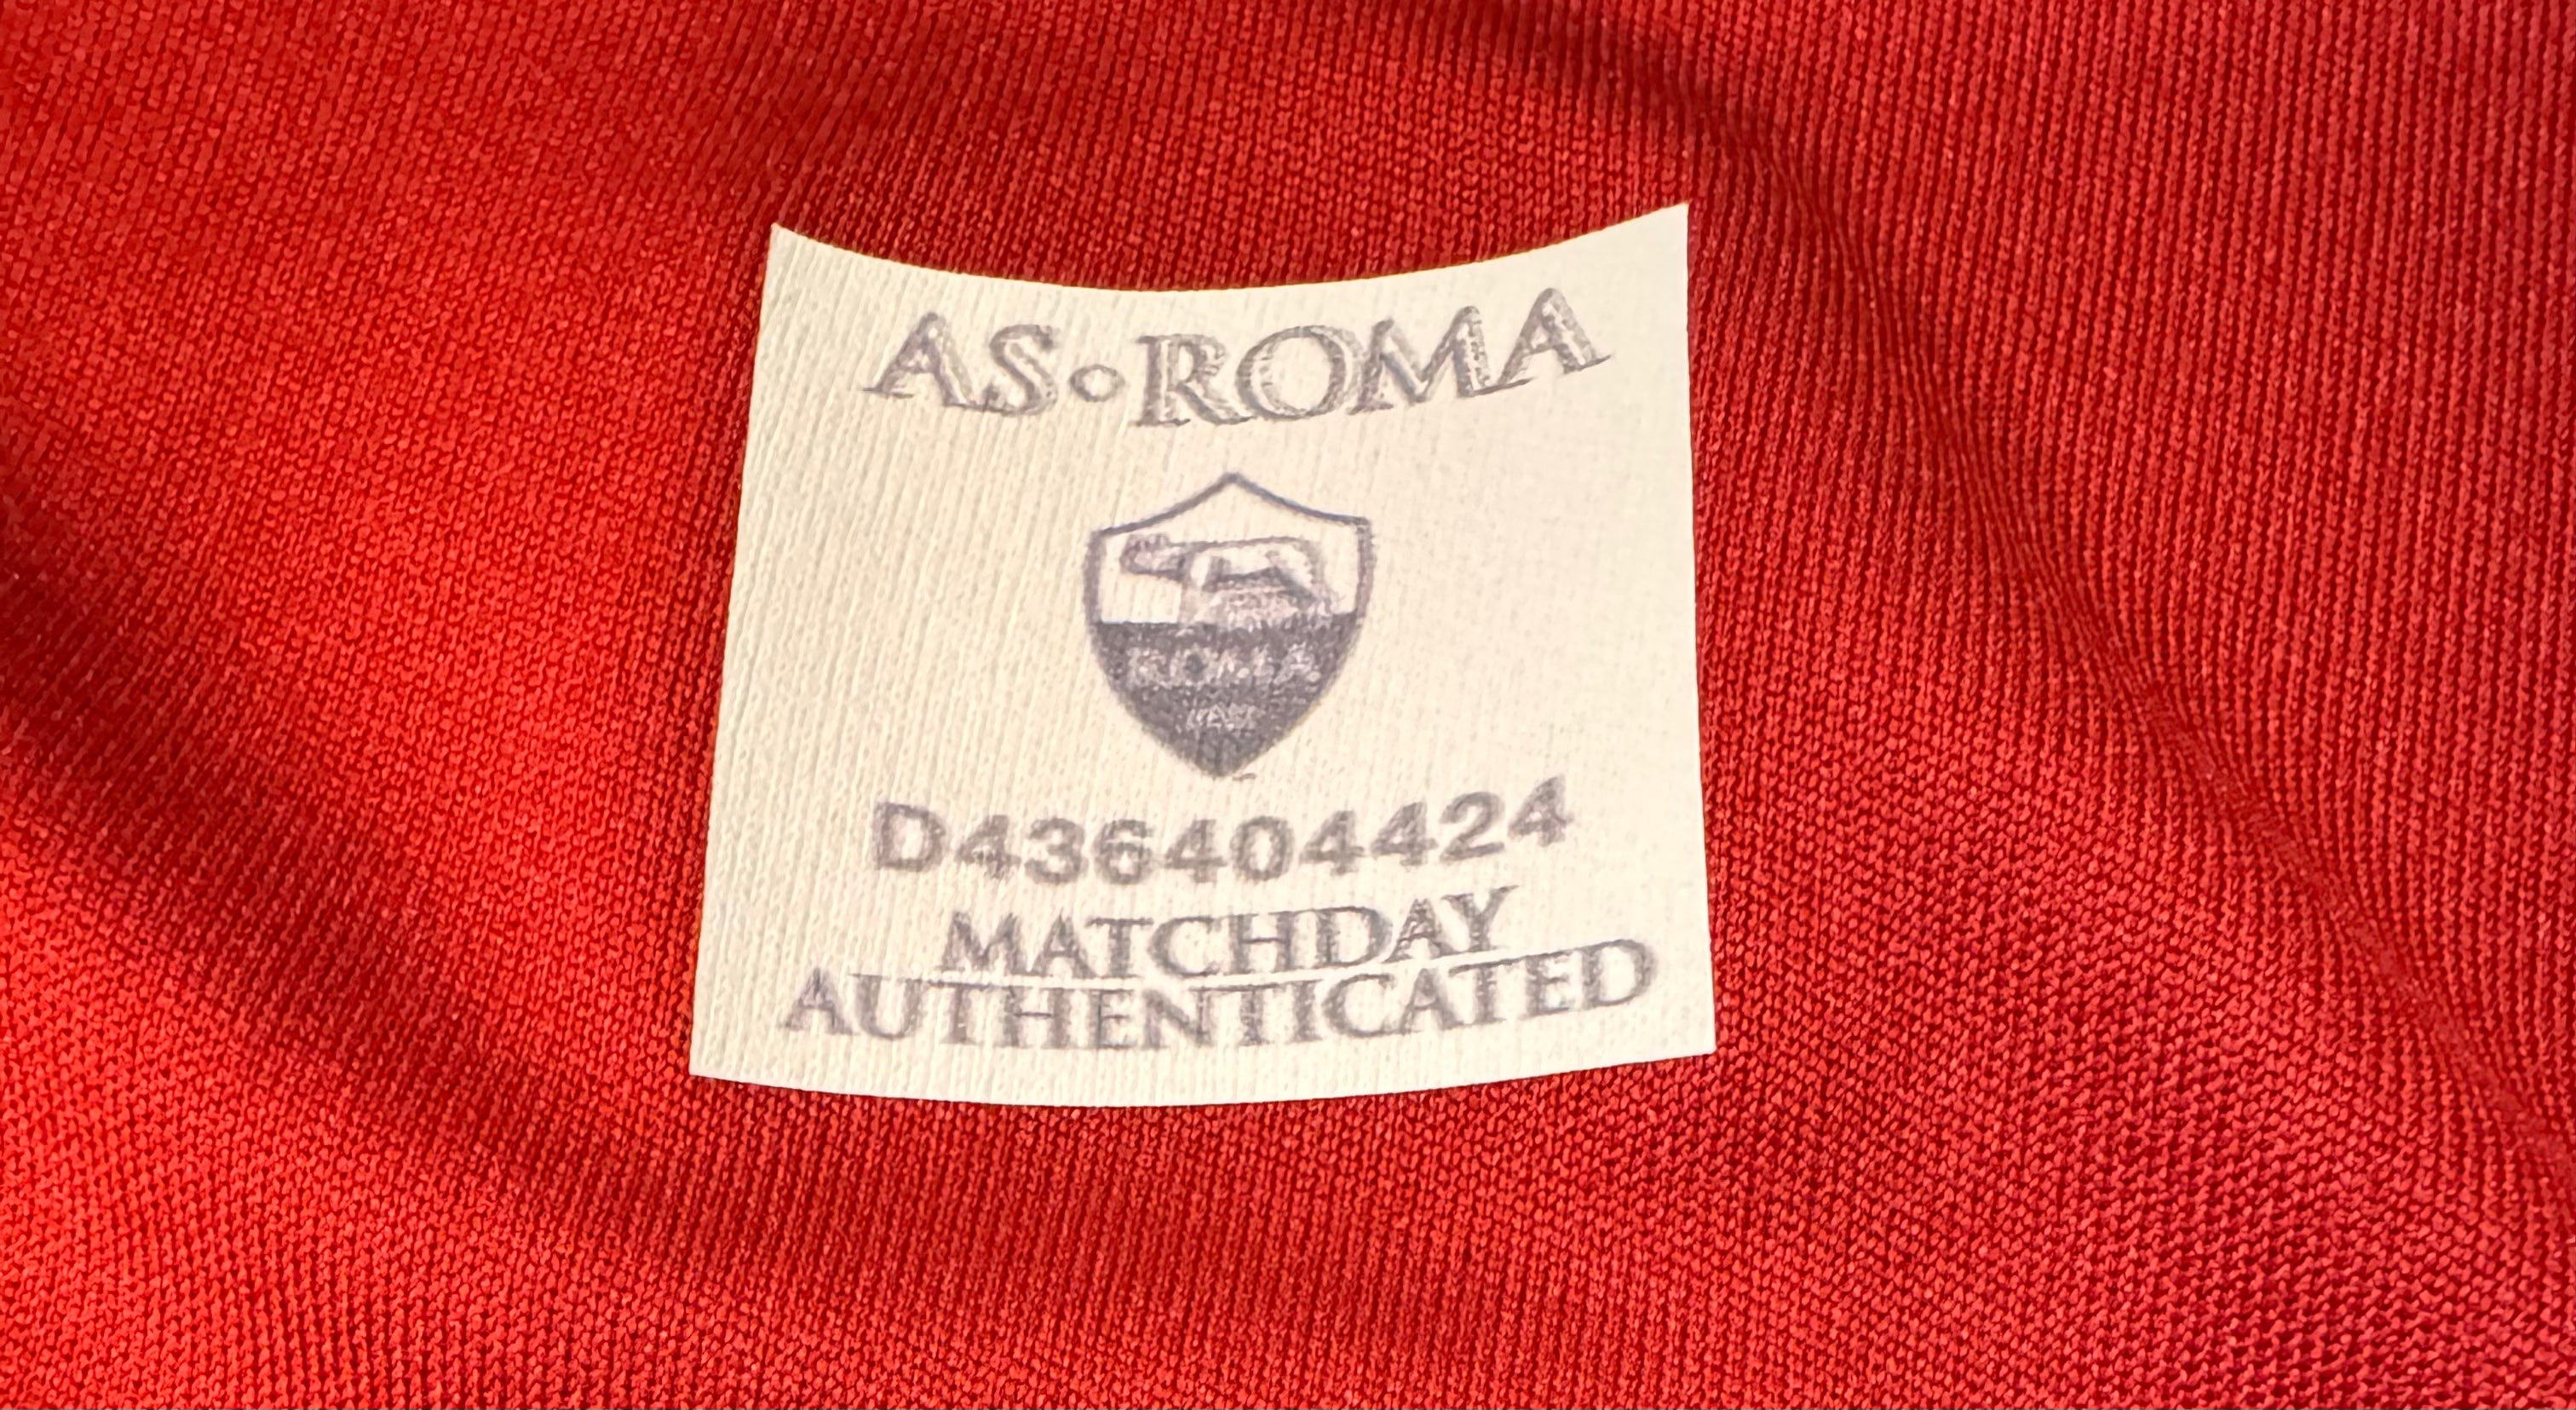 AS·ROMA
ROMA
D436404424
MATCHDAY
AUTHENTICATED